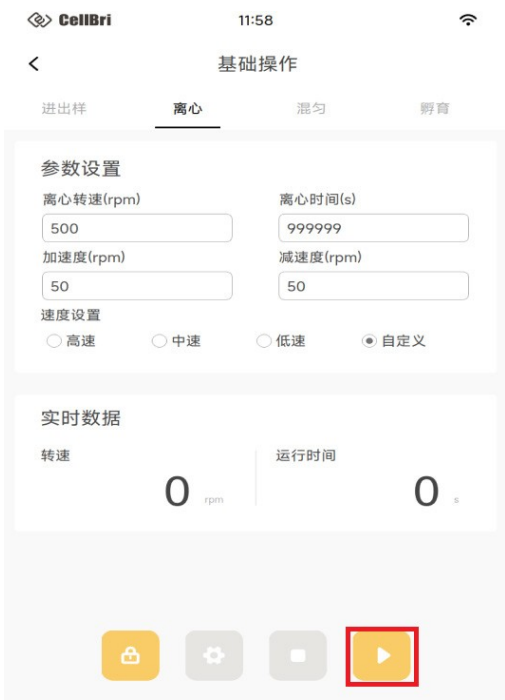 CellBri 11:58
基础操作
进出样 离心 混匀 孵育
参数设置
离心转速(rpm) 离心时间(s)
500 999999
加速度(rpm) 减速度(rpm)
50 50
速度设置
高速 中速 低速 自定义
实时数据
转速 运行时间
0 rpm 0 s